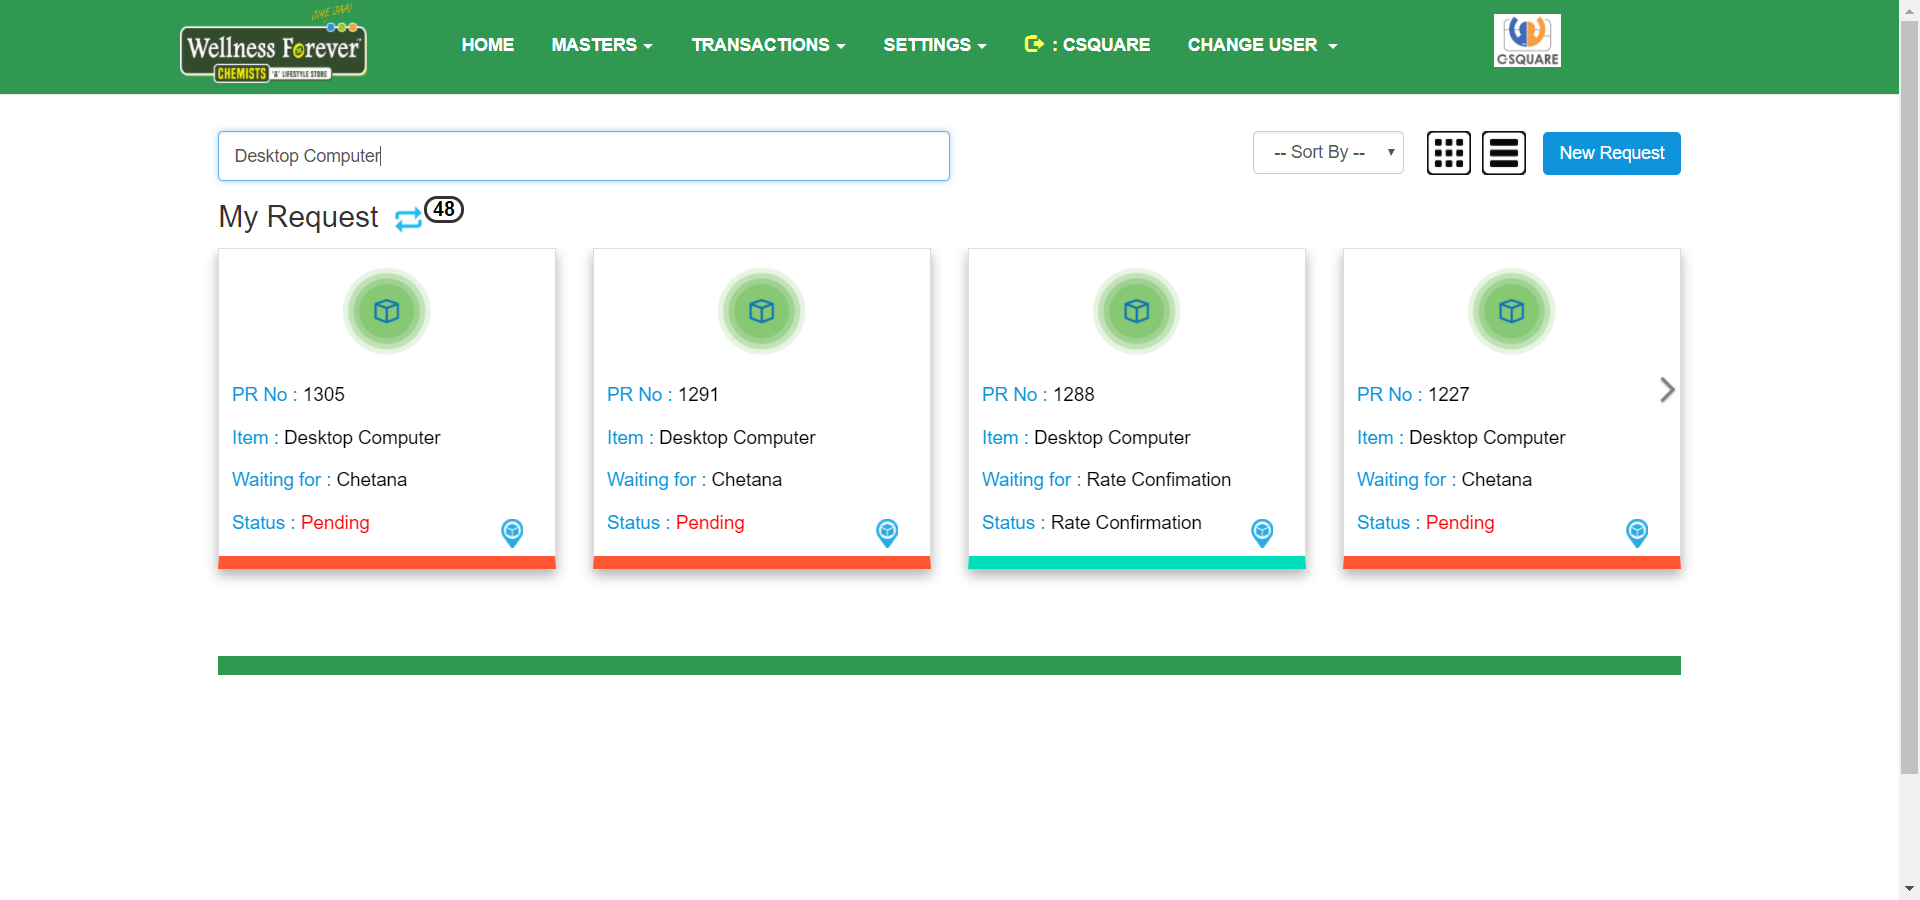 JIYE JAAI
Wellness Forever
CHEMISTS '&' LIFESTYLE STORE
HOME MASTERS TRANSACTIONS SETTINGS : CSQUARE CHANGE USER
C-SQUARE
Desktop Computer
-- Sort By --
New Request
My Request 48
PR No : 1305
Item : Desktop Computer
Waiting for : Chetana
Status : Pending
PR No : 1291
Item : Desktop Computer
Waiting for : Chetana
Status : Pending
PR No : 1288
Item : Desktop Computer
Waiting for : Rate Confimation
Status : Rate Confirmation
PR No : 1227
Item : Desktop Computer
Waiting for : Chetana
Status : Pending